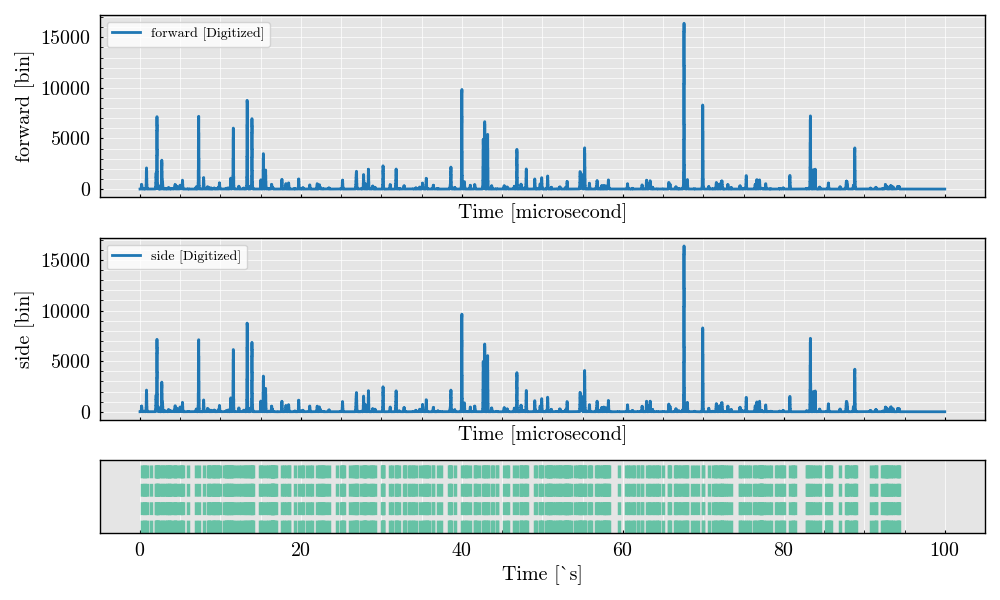 15000
10000
5000
0
forward [bin]
forward [Digitized]
Time [microsecond]
15000
10000
5000
0
side [bin]
side [Digitized]
Time [microsecond]
0 20 40 60 80 100
Time [`s]